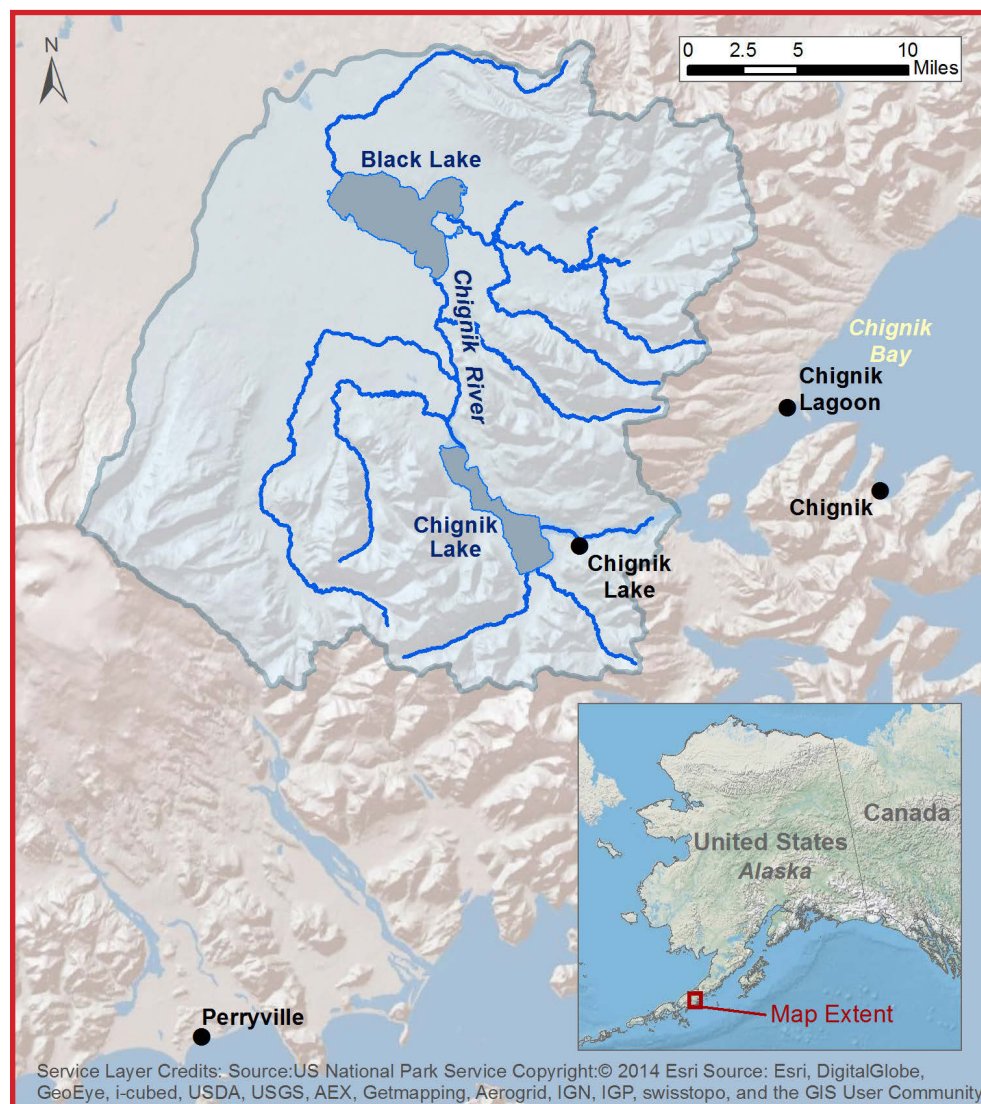 N
0 2.5 5 10
Miles
Black Lake
Chignik River
Chignik
Bay
Chignik
Lagoon
Chignik
Chignik
Lake
Chignik
Lake
Canada
United States
Alaska
Map Extent
Perryville
Service Layer Credits: Source:US National Park Service Copyright:© 2014 Esri Source: Esri, DigitalGlobe,
GeoEye, i-cubed, USDA, USGS, AEX, Getmapping, Aerogrid, IGN, IGP, swisstopo, and the GIS User Community